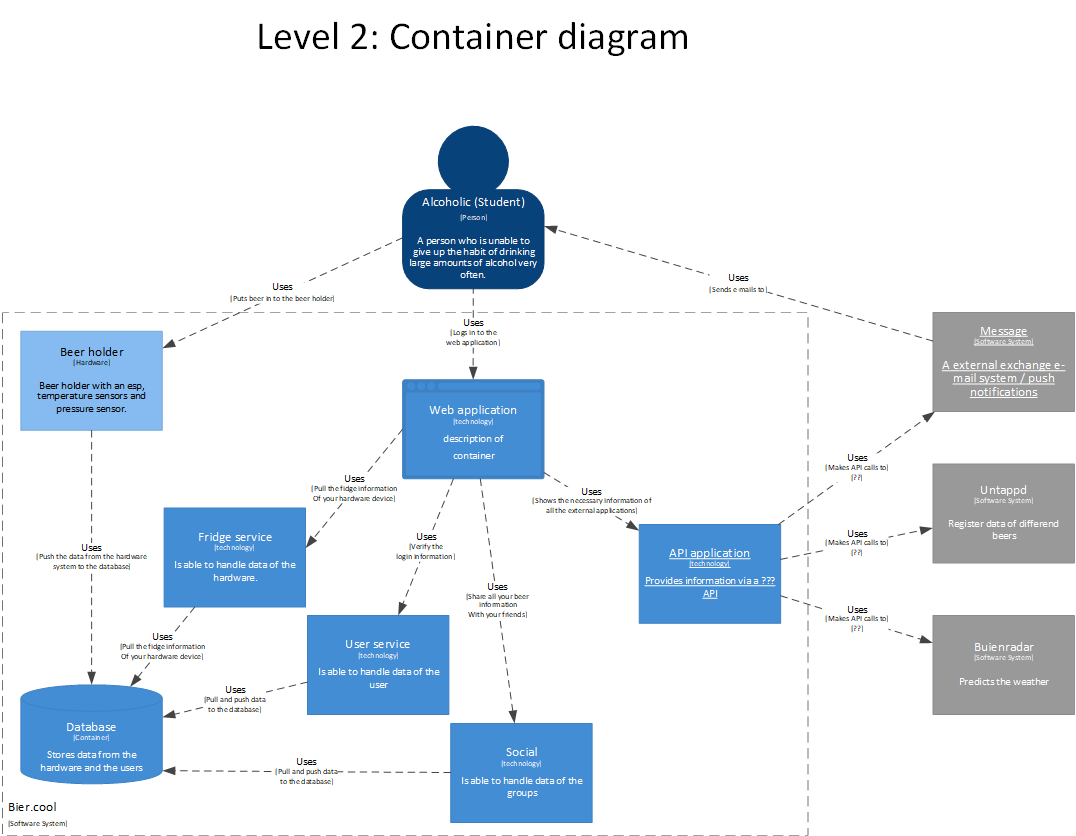 Level 2: Container diagram
Alcoholic (Student)
[Person]
A person who is unable to
give up the habit of drinking
large amounts of alcohol very
often.
Uses
[Puts beer in to the beer holder]
Uses
[Logs in to the
web application]
Uses
[Sends e-mails to]
Beer holder
[Hardware]
Beer holder with an esp,
temperature sensors and
pressure sensor.
Message
[Software System]
A external exchange e-
mail system / push
notifications
Web application
[technology]
description of
container
Uses
[Pull the fidge information
Of your hardware device]
Uses
[Shows the necessary information of
all the external applications]
Uses
[Makes API calls to]
[??]
Untappd
[Software System]
Register data of differend
beers
Fridge service
[technology]
Is able to handle data of the
hardware.
Uses
[Verify the
login information]
Uses
[Push the data from the hardware
system to the database]
API application
[technology]
Provides information via a ???
API
Uses
[Makes API calls to]
[??]
Uses
[Share all your beer
information
With your friends]
Uses
[Makes API calls to]
[??]
Uses
[Pull the fidge information
Of your hardware device]
User service
[technology]
Is able to handle data of the
user
Buienradar
[Software System]
Predicts the weather
Uses
[Pull and push data
to the database]
Database
[Container]
Stores data from the
hardware and the users
Uses
[Pull and push data
to the database]
Social
[technology]
Is able to handle data of the
groups
Bier.cool
[Software System]